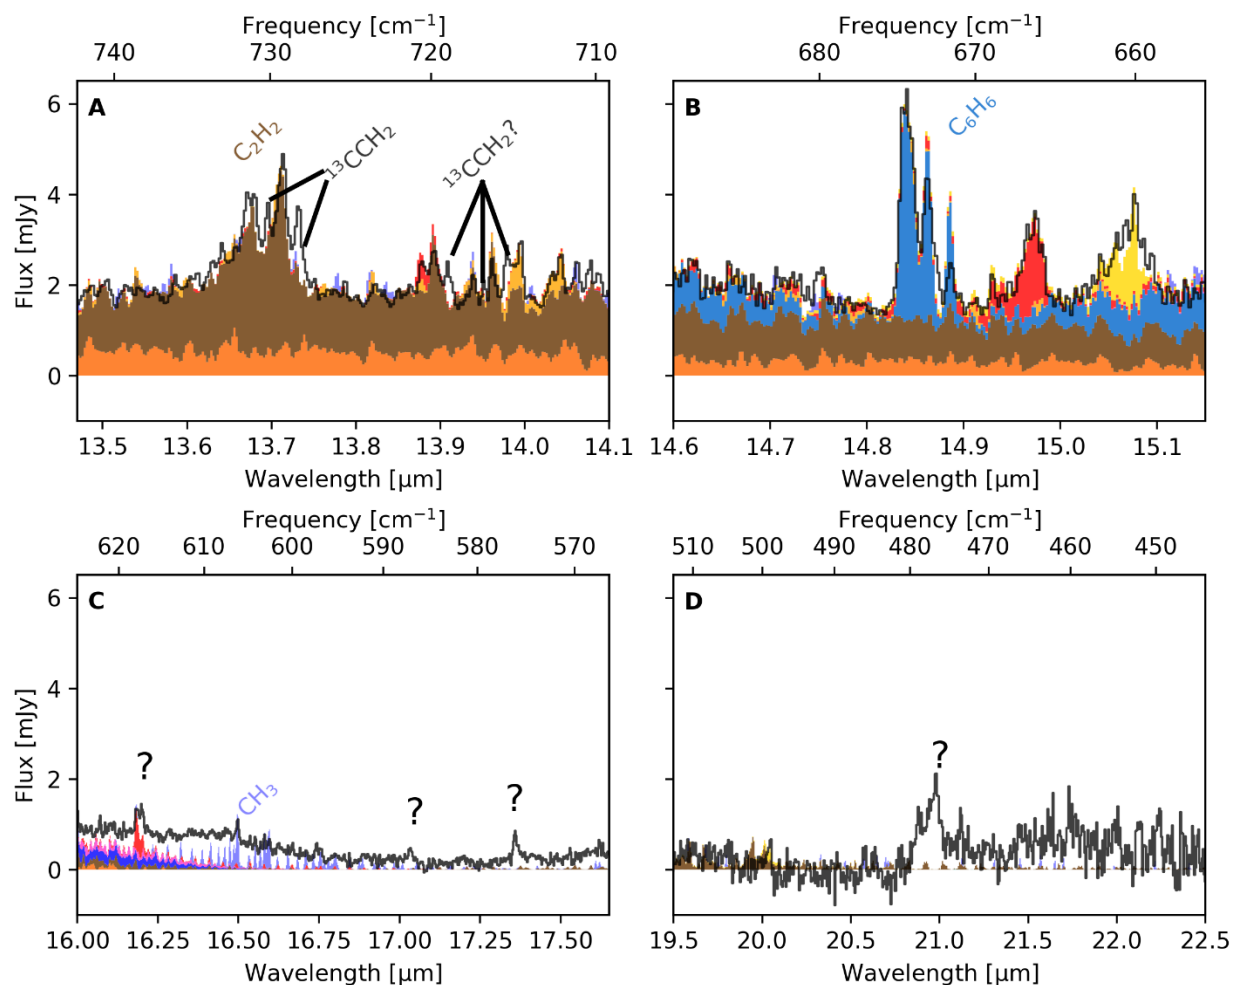 Frequency [cm⁻¹]
740 730 720 710
A
C₂H₂
¹³CCH₂
¹³CCH₂?
Flux [mJy]
6
4
2
0
13.5 13.6 13.7 13.8 13.9 14.0 14.1
Wavelength [μm]
Frequency [cm⁻¹]
680 670 660
B
C₆H₆
14.6 14.7 14.8 14.9 15.0 15.1
Wavelength [μm]
Frequency [cm⁻¹]
620 610 600 590 580 570
C
? ? ?
CH₃
Flux [mJy]
6
4
2
0
16.00 16.25 16.50 16.75 17.00 17.25 17.50
Wavelength [μm]
Frequency [cm⁻¹]
510 500 490 480 470 460 450
D
?
19.5 20.0 20.5 21.0 21.5 22.0 22.5
Wavelength [μm]